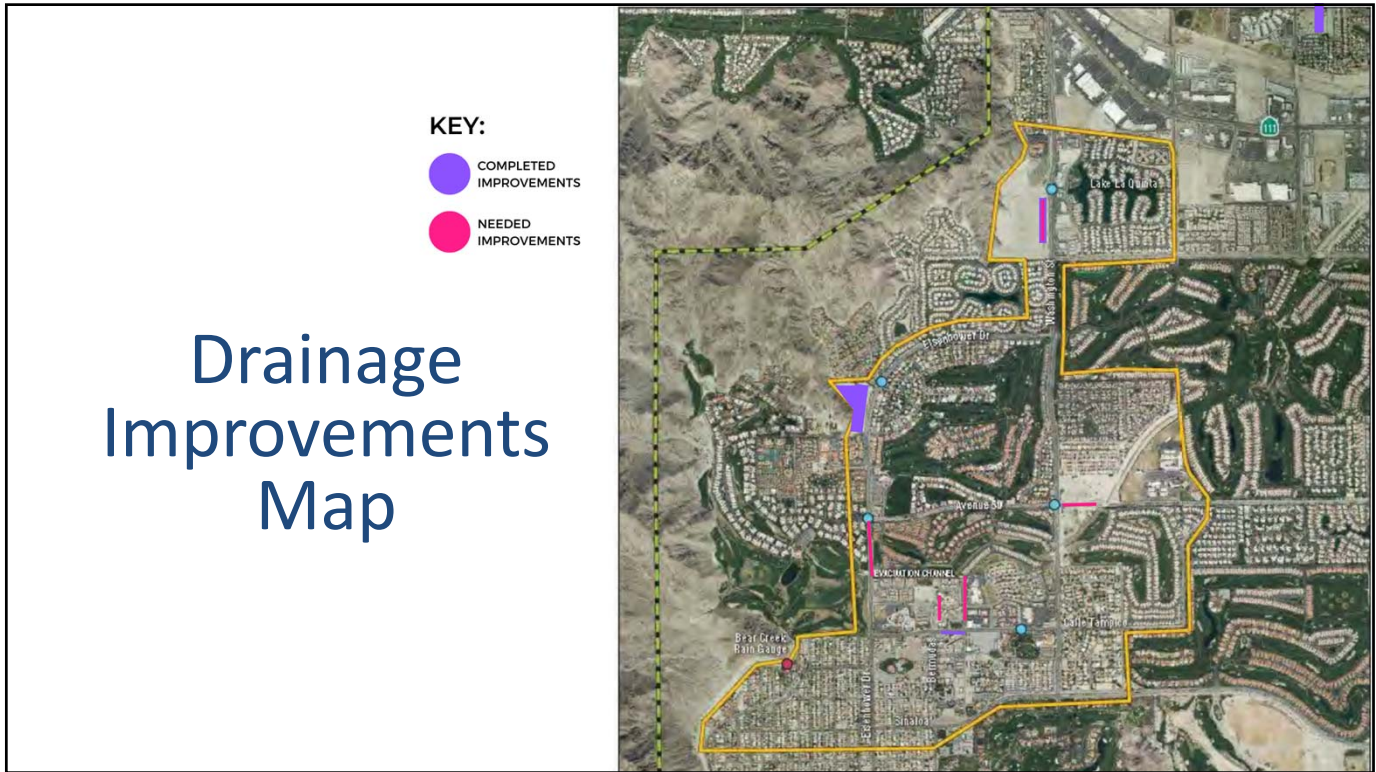 KEY:
COMPLETED
IMPROVEMENTS
NEEDED
IMPROVEMENTS
Drainage
Improvements
Map
111
Lake La Quinta
Washington St
Eisenhower Dr
Avenue 50
EVACUATION CHANNEL
Calle Tampico
Bear Creek
Rain Gauge
Bermudas
Eisenhower Dr
Sinaloa